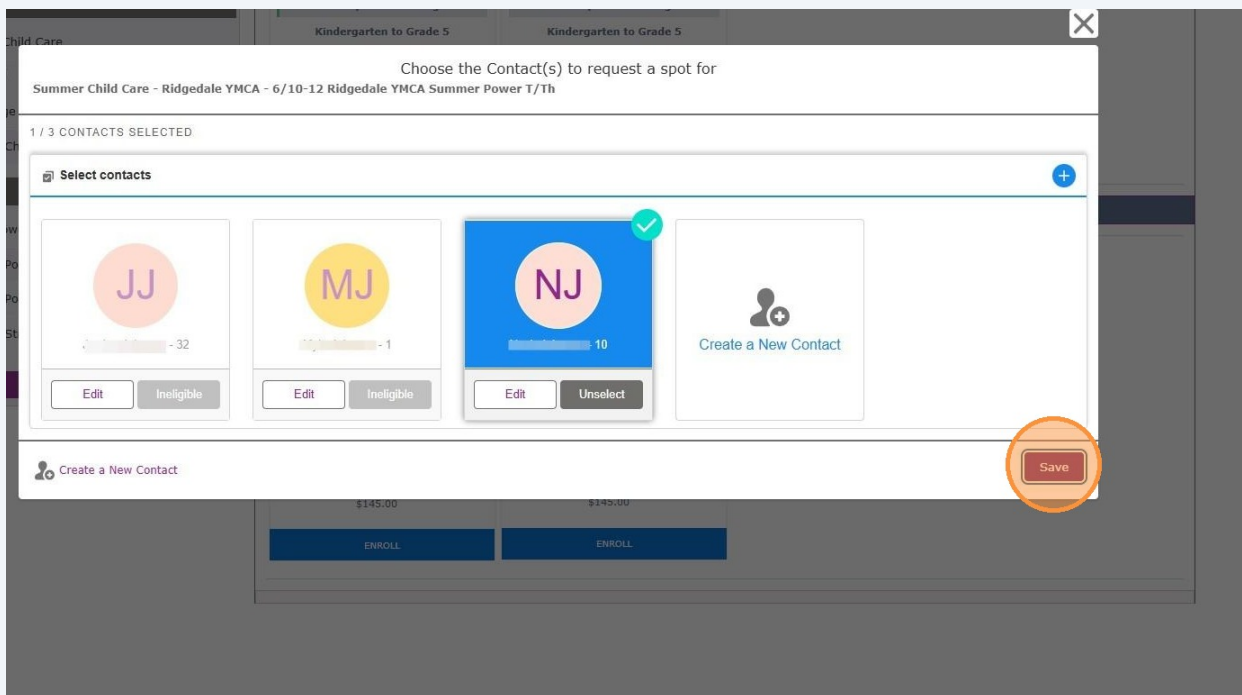 Kindergarten to Grade 5 Kindergarten to Grade 5
Child Care
Choose the Contact(s) to request a spot for
Summer Child Care - Ridgedale YMCA - 6/10-12 Ridgedale YMCA Summer Power T/Th
1 / 3 CONTACTS SELECTED
Select contacts
JJ MJ NJ
- 32 - 1 - 10 Create a New Contact
Edit Ineligible Edit Ineligible Edit Unselect
Create a New Contact Save
$145.00 $145.00
ENROLL ENROLL